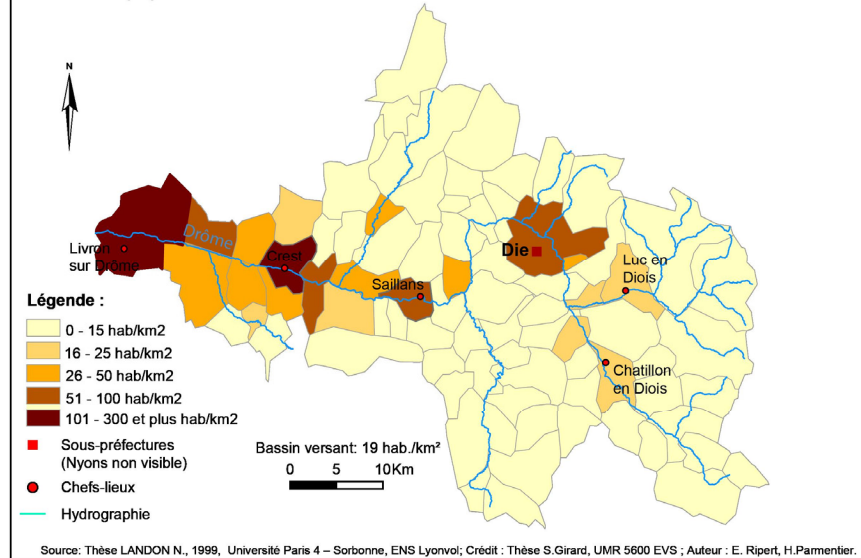 N
Drôme
Livron
sur Drôme
Crest
Saillans
Die
Luc en
Diois
Chatillon
en Diois
Légende :
0 - 15 hab/km2
16 - 25 hab/km2
26 - 50 hab/km2
51 - 100 hab/km2
101 - 300 et plus hab/km2
Sous-préfectures
(Nyons non visible)
Chefs-lieux
Hydrographie
Bassin versant: 19 hab./km²
0 5 10Km
Source: Thèse LANDON N., 1999, Université Paris 4 – Sorbonne, ENS Lyonvol; Crédit : Thèse S.Girard, UMR 5600 EVS ; Auteur : E. Ripert, H.Parmentier.